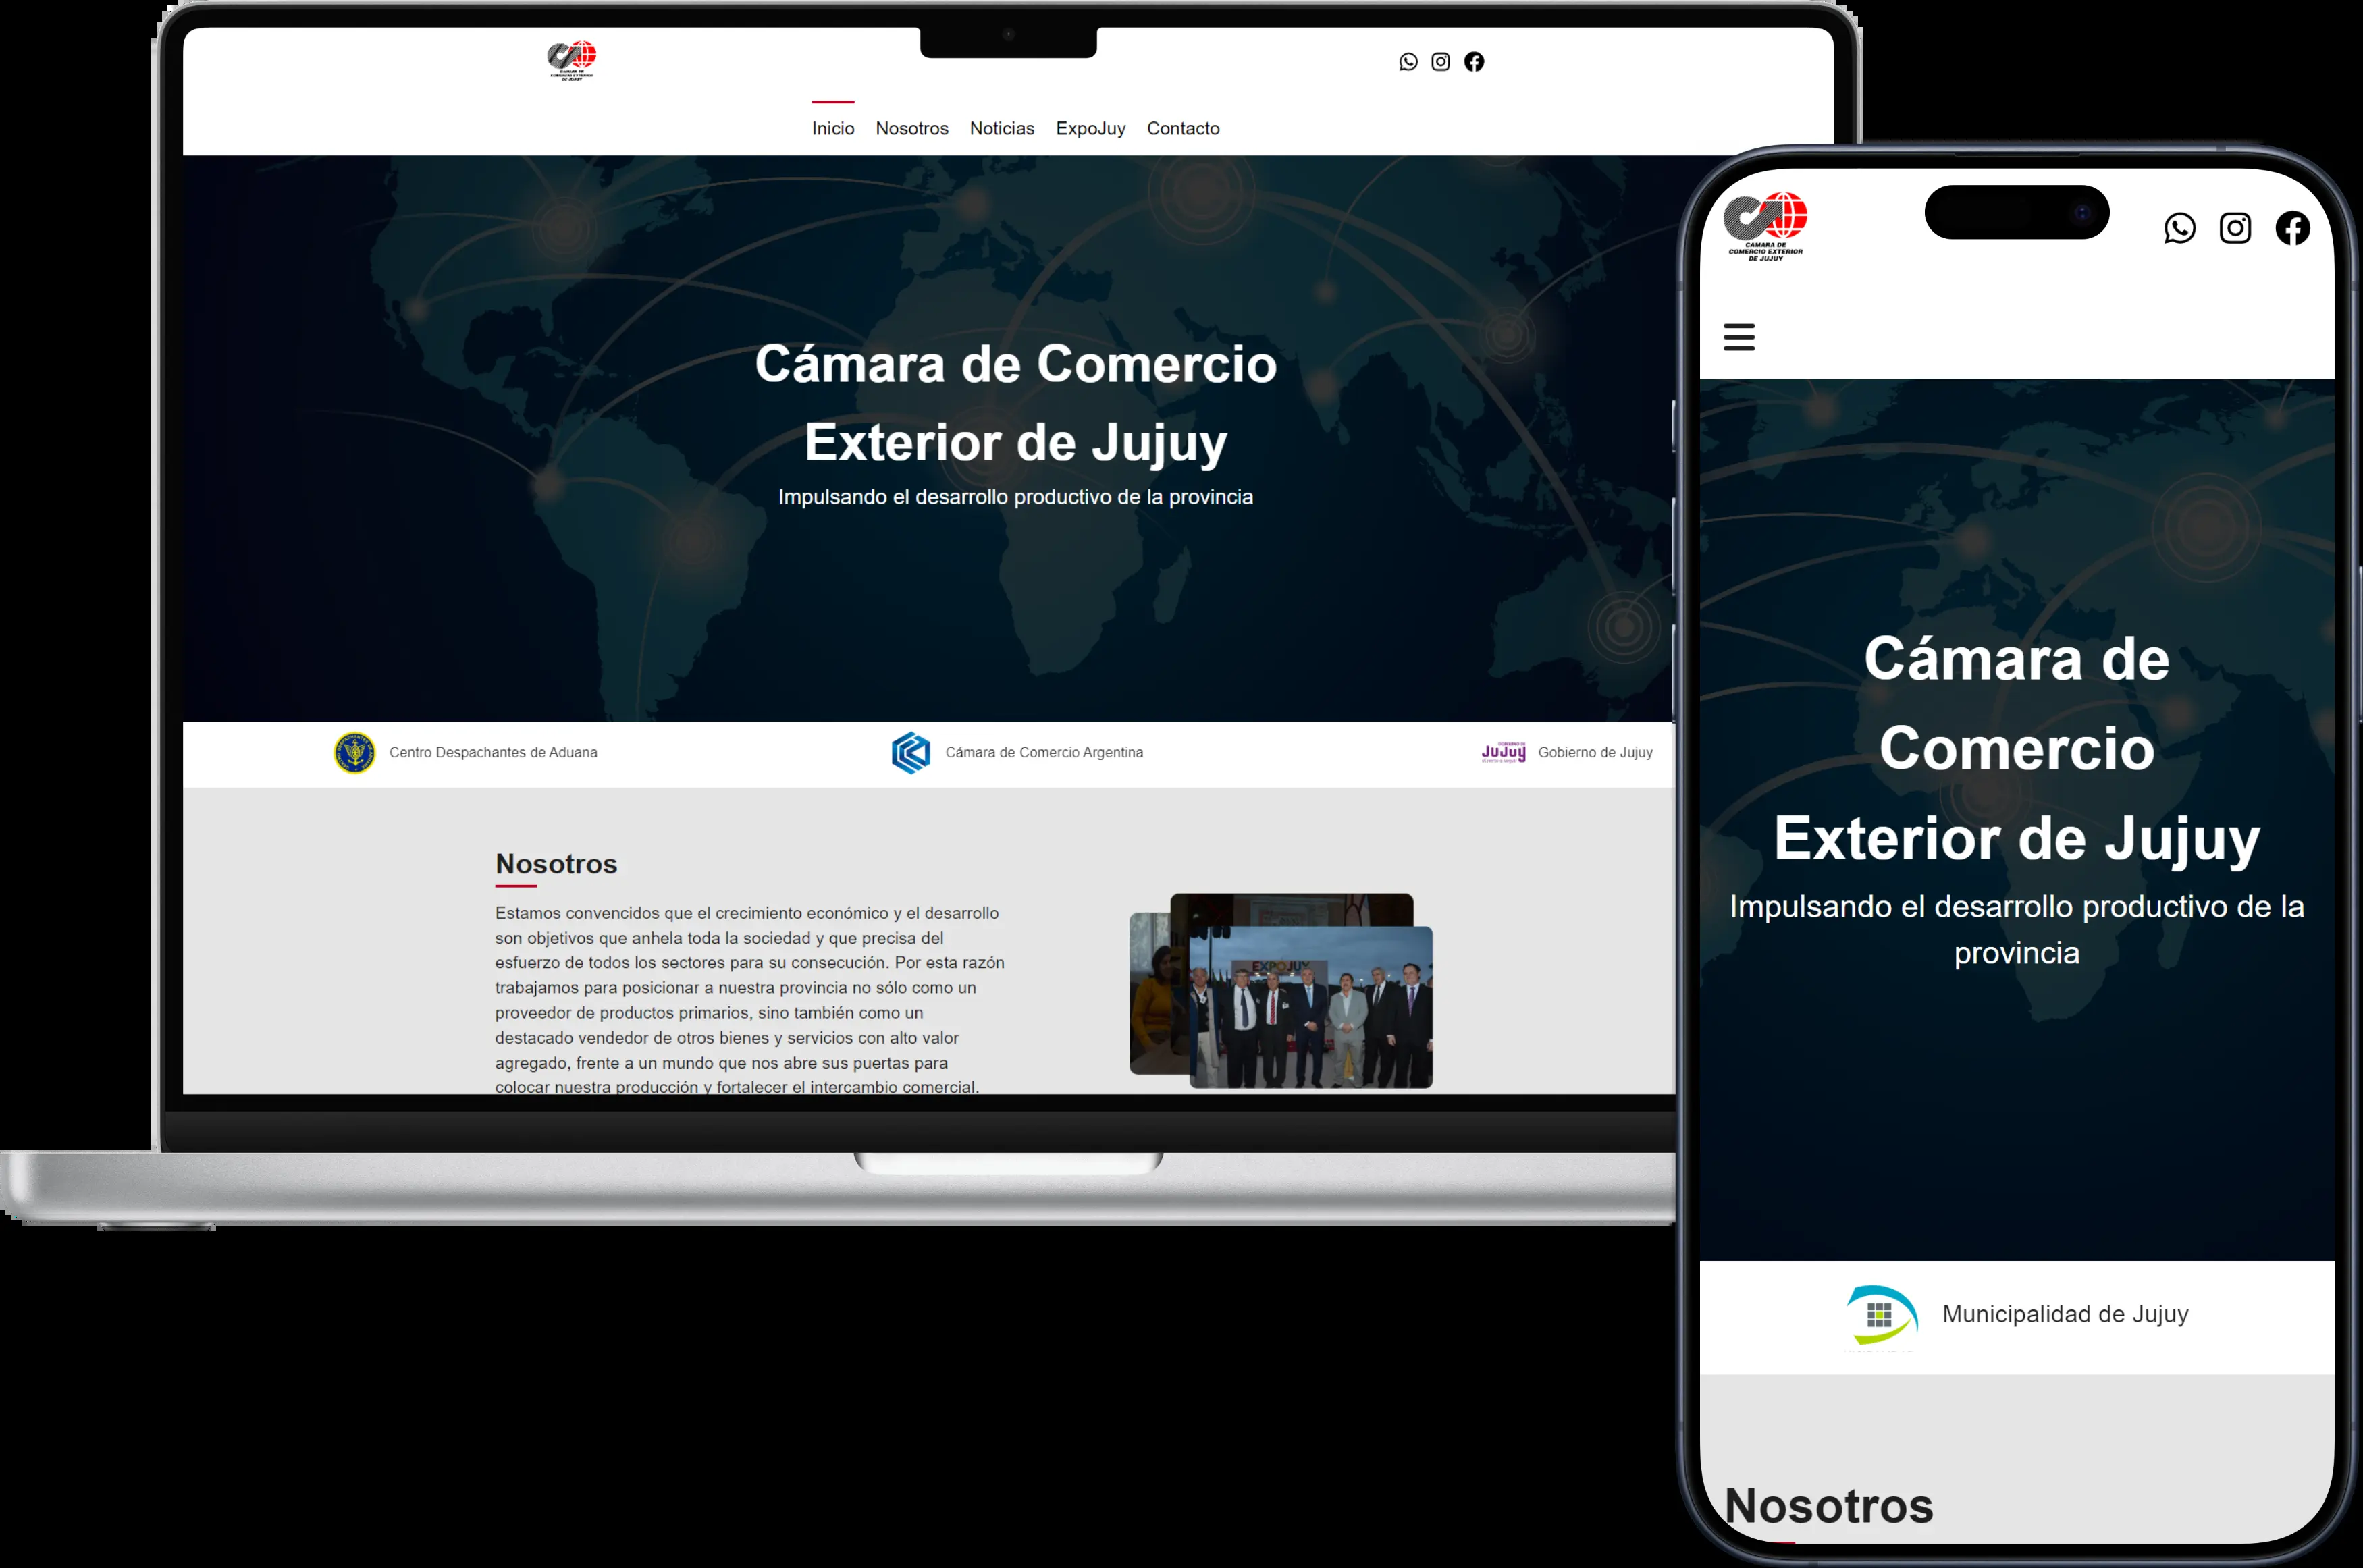 CAMARA DE
COMERCIO EXTERIOR
DE JUJUY
Inicio Nosotros Noticias ExpoJuy Contacto
Cámara de Comercio
Exterior de Jujuy
Impulsando el desarrollo productivo de la provincia
Centro Despachantes de Aduana
Cámara de Comercio Argentina
JuJuy
Gobierno de Jujuy
Nosotros
Estamos convencidos que el crecimiento económico y el desarrollo
son objetivos que anhela toda la sociedad y que precisa del
esfuerzo de todos los sectores para su consecución. Por esta razón
trabajamos para posicionar a nuestra provincia no sólo como un
proveedor de productos primarios, sino también como un
destacado vendedor de otros bienes y servicios con alto valor
agregado, frente a un mundo que nos abre sus puertas para
colocar nuestra producción y fortalecer el intercambio comercial.
EXPOJUY
CAMARA DE
COMERCIO EXTERIOR
DE JUJUY
Cámara de
Comercio
Exterior de Jujuy
Impulsando el desarrollo productivo de la
provincia
Municipalidad de Jujuy
Nosotros